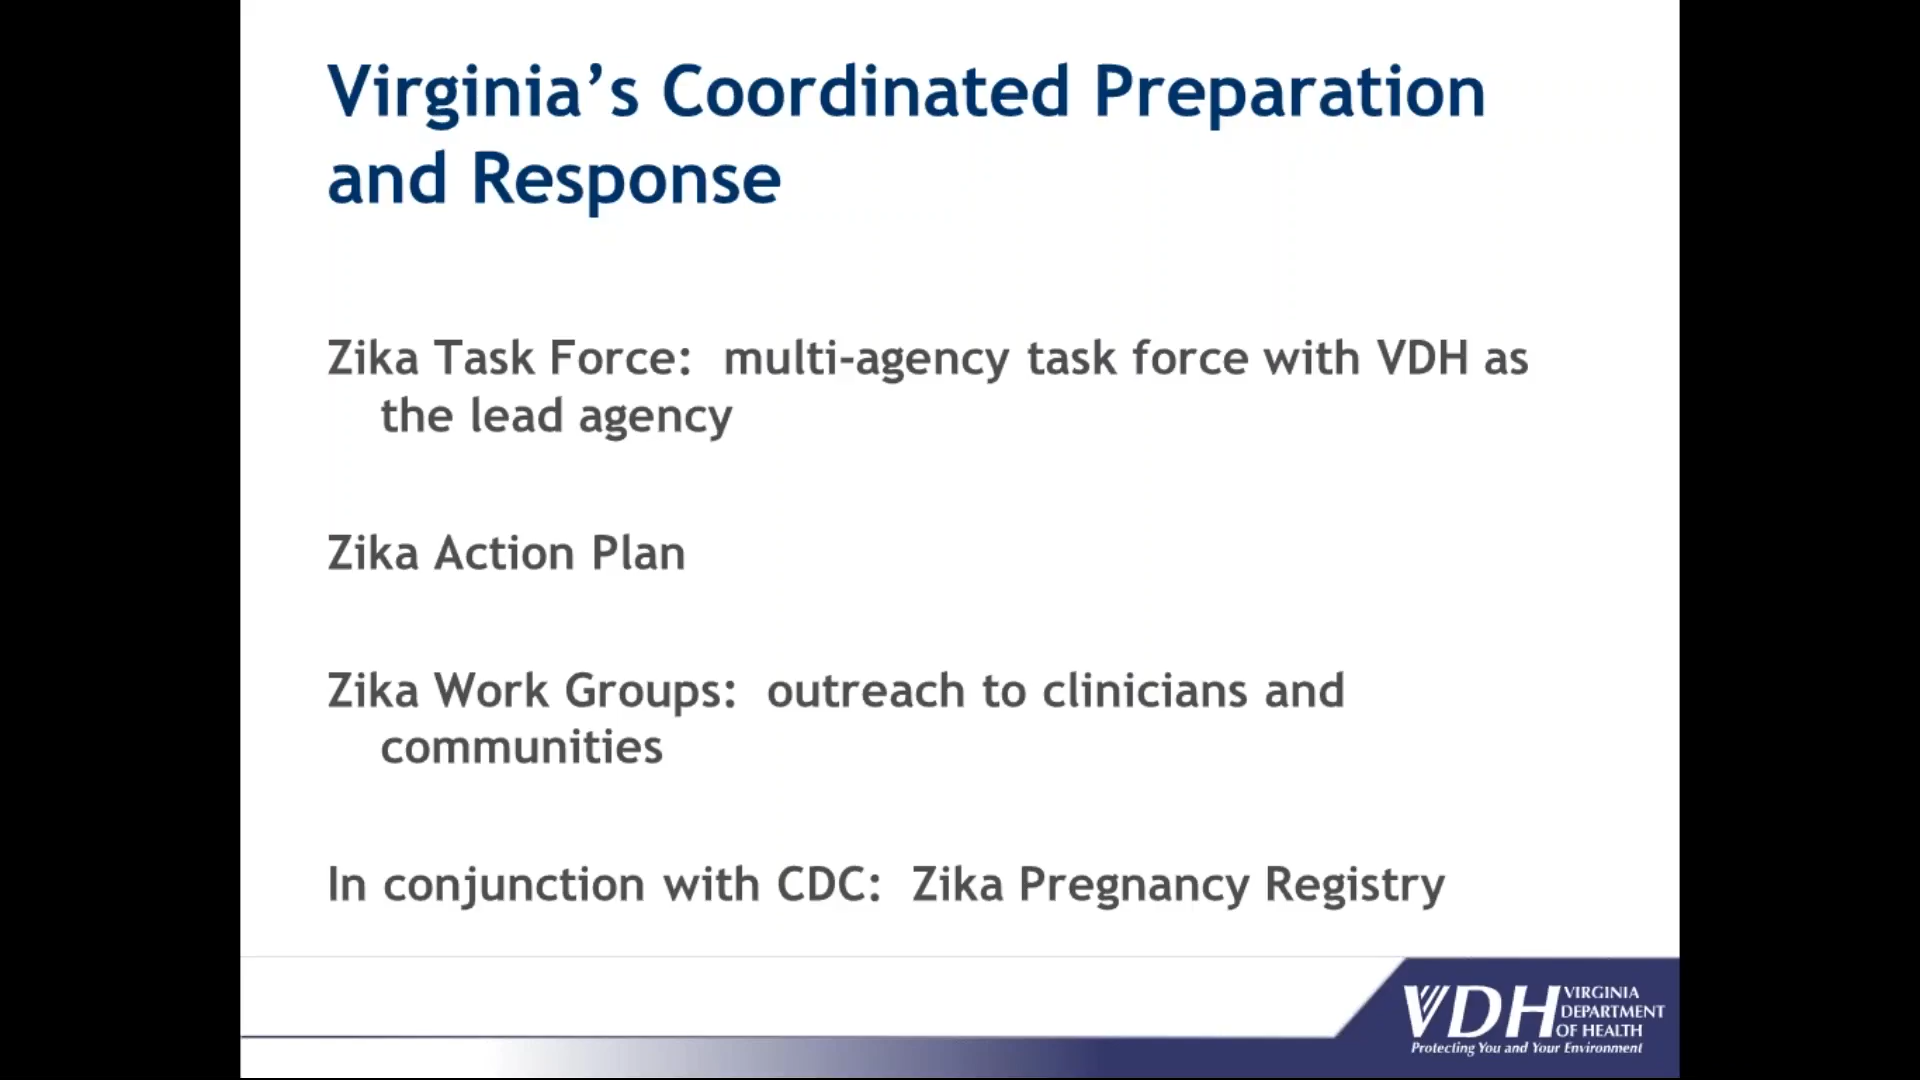 Virginia’s Coordinated Preparation
and Response
Zika Task Force:  multi-agency task force with VDH as
the lead agency
Zika Action Plan
Zika Work Groups:  outreach to clinicians and
communities
In conjunction with CDC:  Zika Pregnancy Registry
VDH VIRGINIA
DEPARTMENT
OF HEALTH
Protecting You and Your Environment